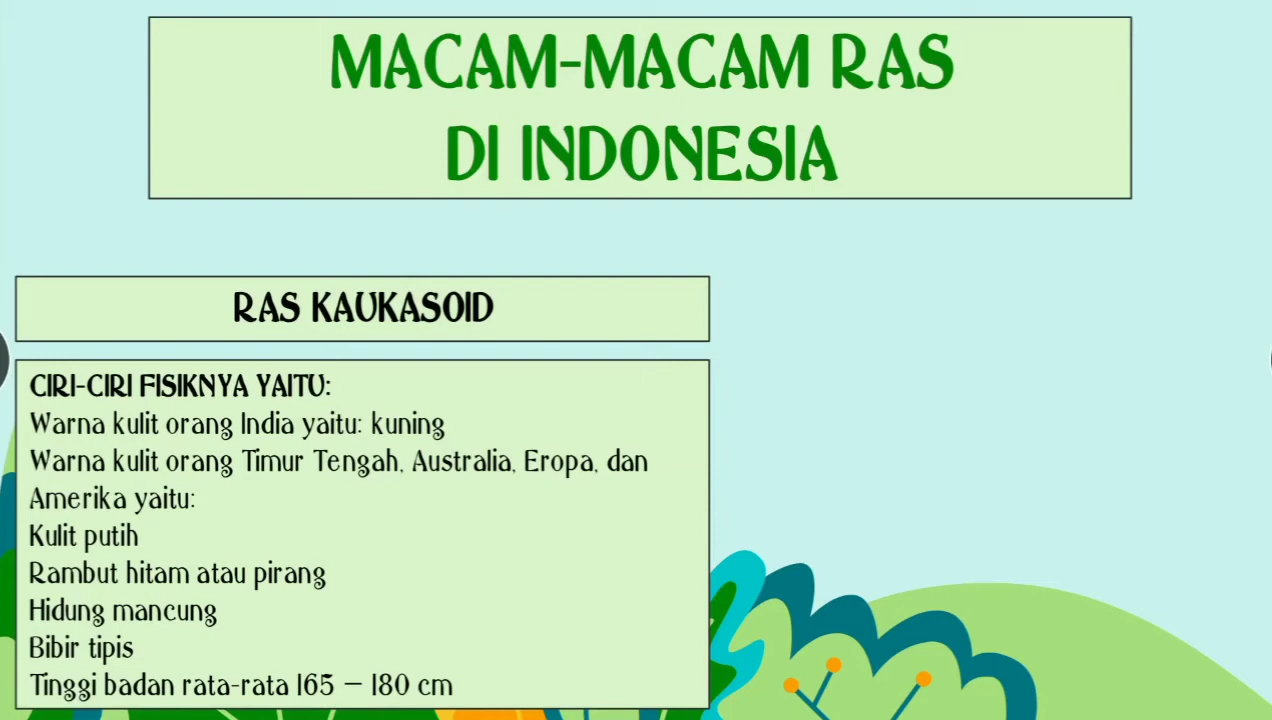 MACAM-MACAM RAS
DI INDONESIA
RAS KAUKASOID
CIRI-CIRI FISIKNYA YAITU:
Warna kulit orang India yaitu: kuning
Warna kulit orang Timur Tengah, Australia, Eropa, dan
Amerika yaitu:
Kulit putih
Rambut hitam atau pirang
Hidung mancung
Bibir tipis
Tinggi badan rata-rata 165 – 180 cm